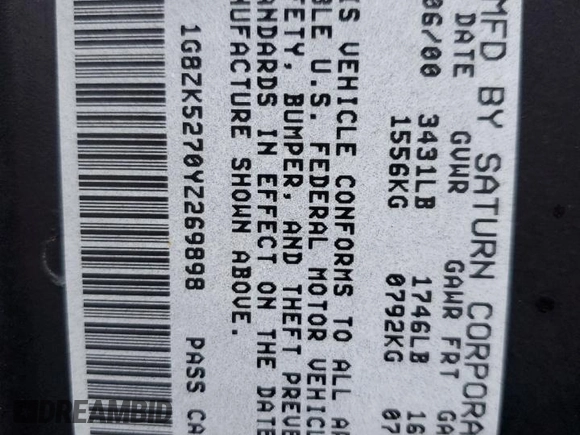 MFD BY SATURN CORPORA
DATE GVWR GAWR FRT GA
06/00 3431LB 1746LB 16
1556KG 0792KG 07
IS VEHICLE CONFORMS TO ALL AP
BLE U.S. FEDERAL MOTOR VEHICL
FETY, BUMPER, AND THEFT PREVE
ANDARDS IN EFFECT ON THE DATE
NUFACTURE SHOWN ABOVE.
1G8ZK5270YZ269898 PASS CA
DREAMBID